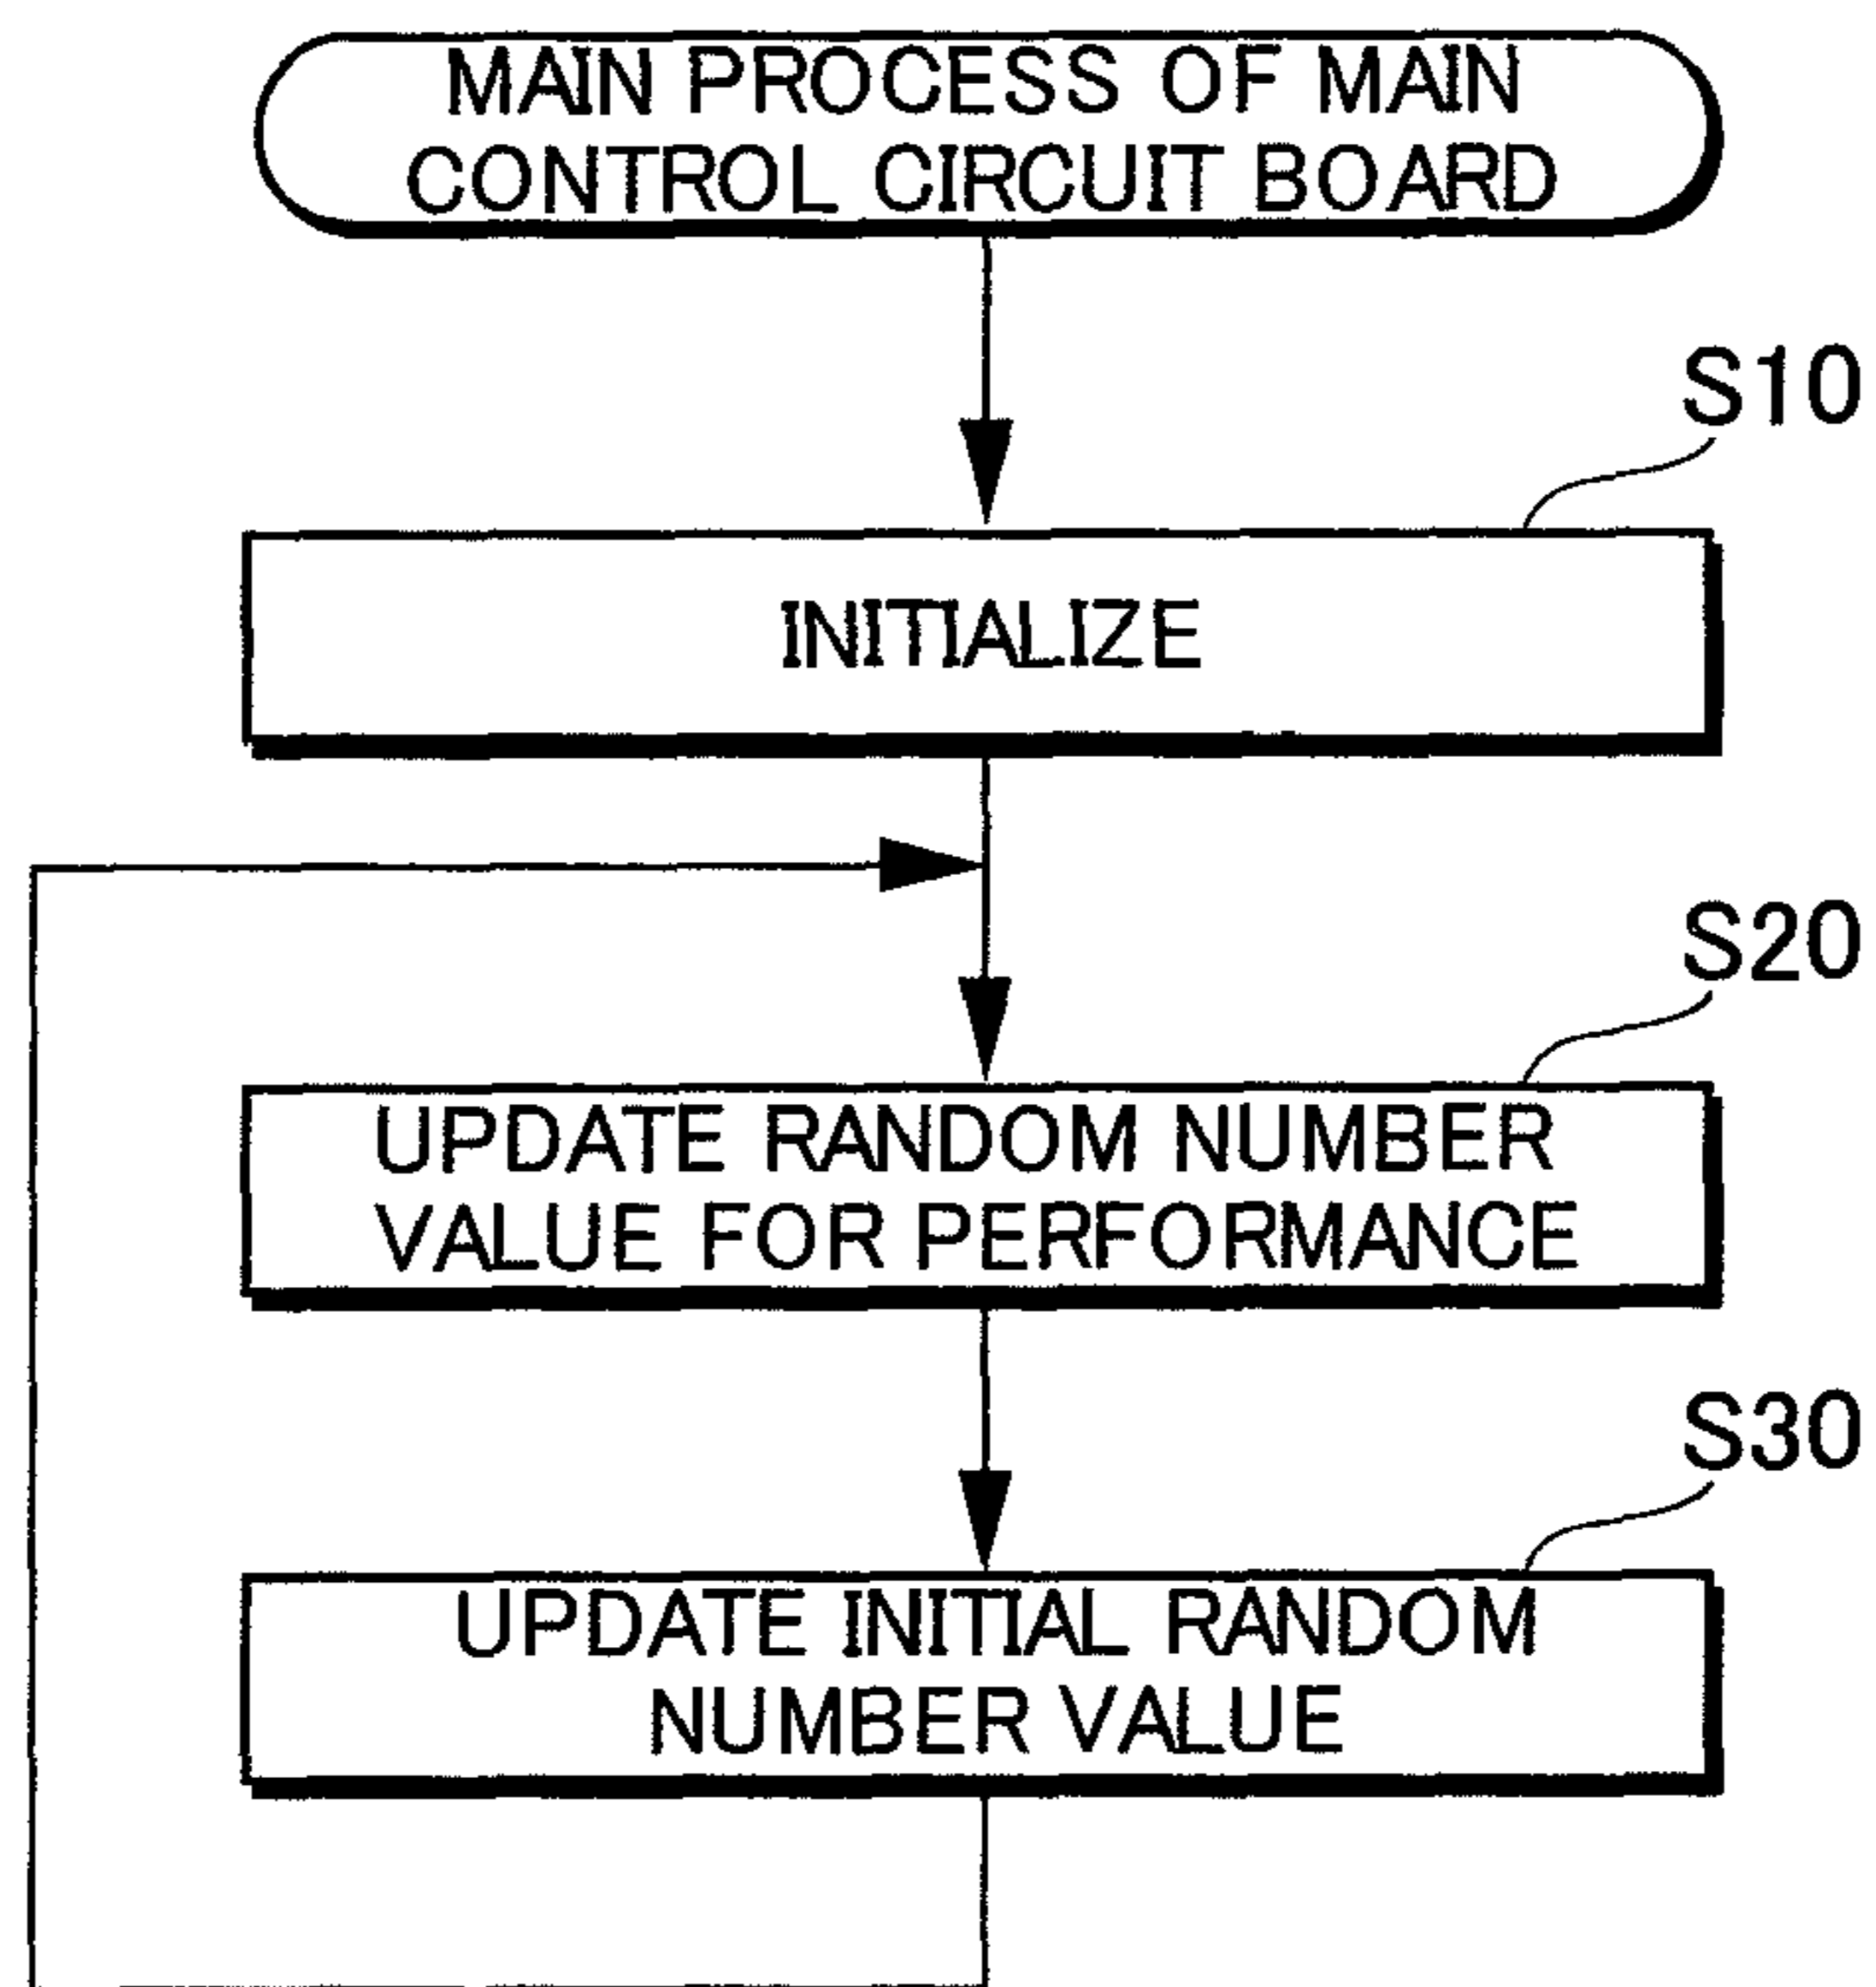 MAIN PROCESS OF MAIN
CONTROL CIRCUIT BOARD
S10
INITIALIZE
S20
UPDATE RANDOM NUMBER
VALUE FOR PERFORMANCE
S30
UPDATE INITIAL RANDOM
NUMBER VALUE